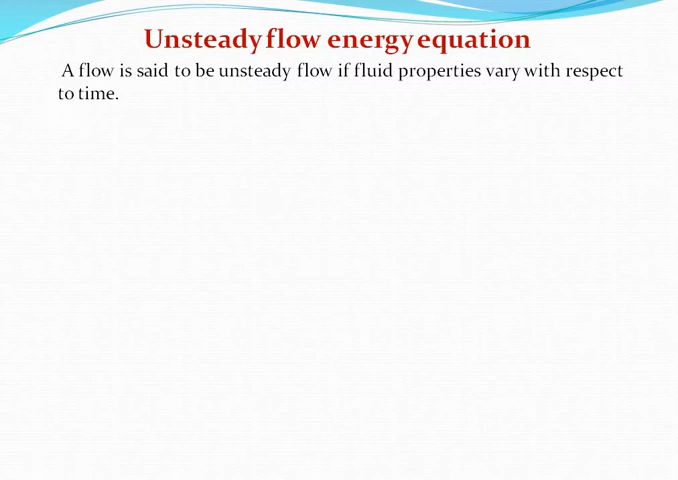 Unsteady flow energy equation
A flow is said to be unsteady flow if fluid properties vary with respect
to time.